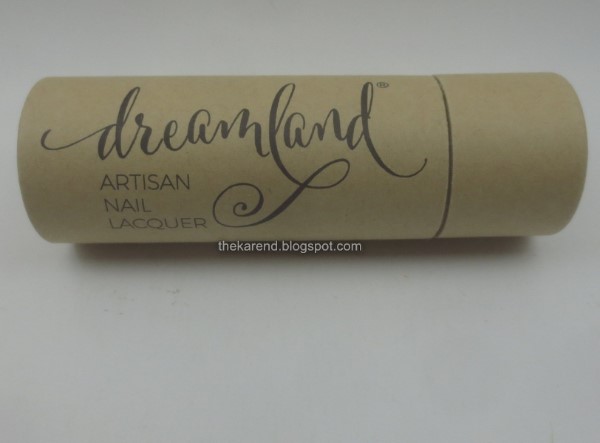 dreamland®
ARTISAN
NAIL
LACQUER
thekarend.blogspot.com